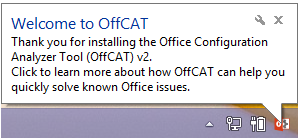 Welcome to OffCAT
Thank you for installing the Office Configuration
Analyzer Tool (OffCAT) v2.
Click to learn more about how OffCAT can help you
quickly solve known Office issues.